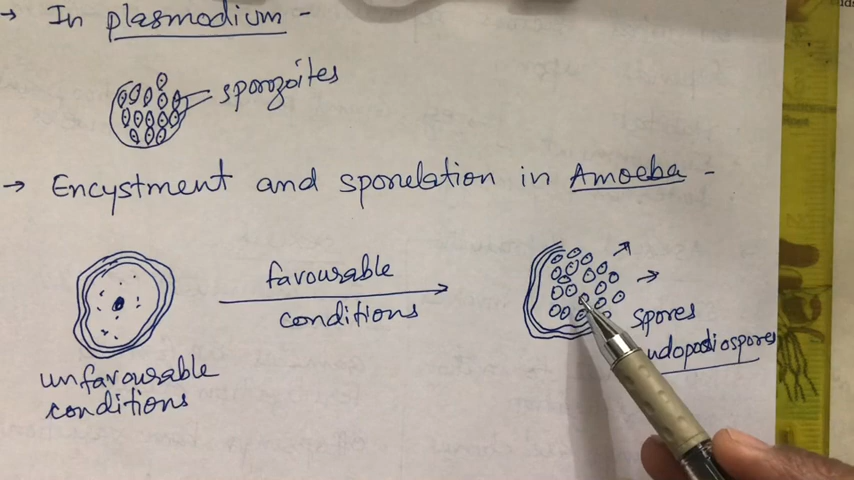 → In plasmodium -
sporozoites
→ Encystment and sporulation in Amoeba -
favourable
conditions
unfavourable
conditions
spores